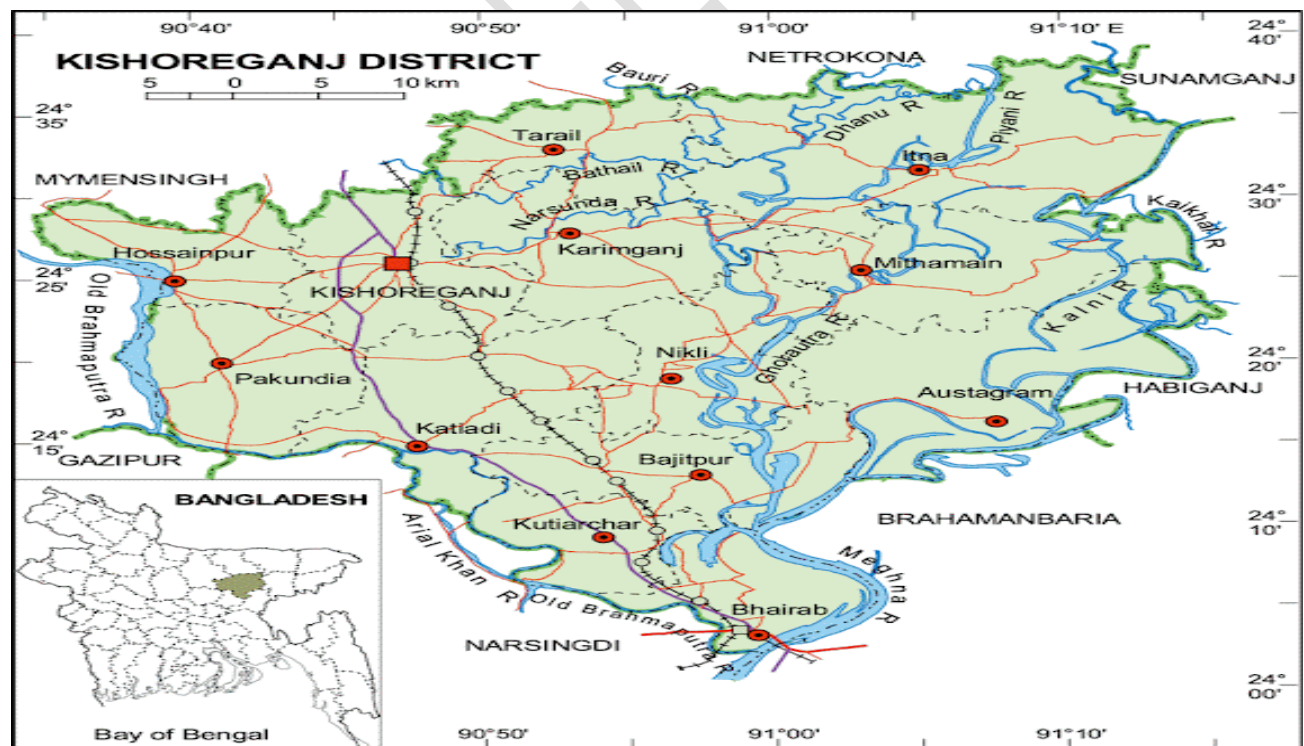 90°40' 90°50' 91°00' 91°10' E
24°
40'
KISHOREGANJ DISTRICT
5 0 5 10 km
NETROKONA
SUNAMGANJ
Bauri R
Dhanu R
Piyani R
24°
35'
Tarail
Itna
Bathail R
MYMENSINGH
24°
30'
Narsunda R
Kalkhai R
Hossainpur
Karimganj
Mithamain
24°
25'
KISHOREGANJ
Old Brahmaputra R
Kalni R
Ghorautra R
Nikli
24°
20'
Pakundia
Austagram
HABIGANJ
Katiadi
24°
15'
GAZIPUR
Bajitpur
BANGLADESH
Kutiarchar
BRAHAMANBARIA
24°
10'
Arial Khan R
Meghna R
Old Brahmaputra R
Bhairab
24°
05'
NARSINGDI
24°
00'
Bay of Bengal
90°50' 91°00' 91°10'